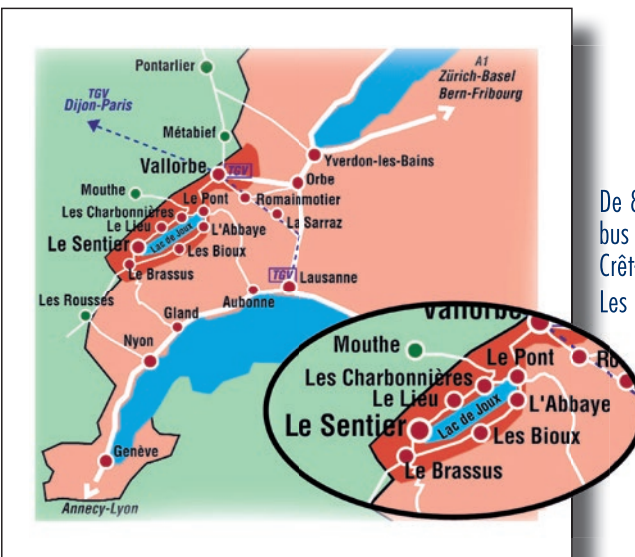 Pontarlier
A1
Zürich-Basel
Bern-Fribourg
TGV
Dijon-Paris
Métabief
Vallorbe
TGV
Yverdon-les-Bains
Orbe
Mouthe
Le Pont
Romainmotier
Les Charbonnières
La Sarraz
Le Lieu
L'Abbaye
Le Sentier
Lac de Joux
Les Bioux
Le Brassus
TGV
Lausanne
Les Rousses
Aubonne
Gland
Nyon
Genève
Annecy-Lyon
Vallorbe
Mouthe
Le Pont
Les Charbonnières
Le Lieu
L'Abbaye
Le Sentier
Lac de Joux
Les Bioux
Le Brassus
De 8
bus
Crêt
Les